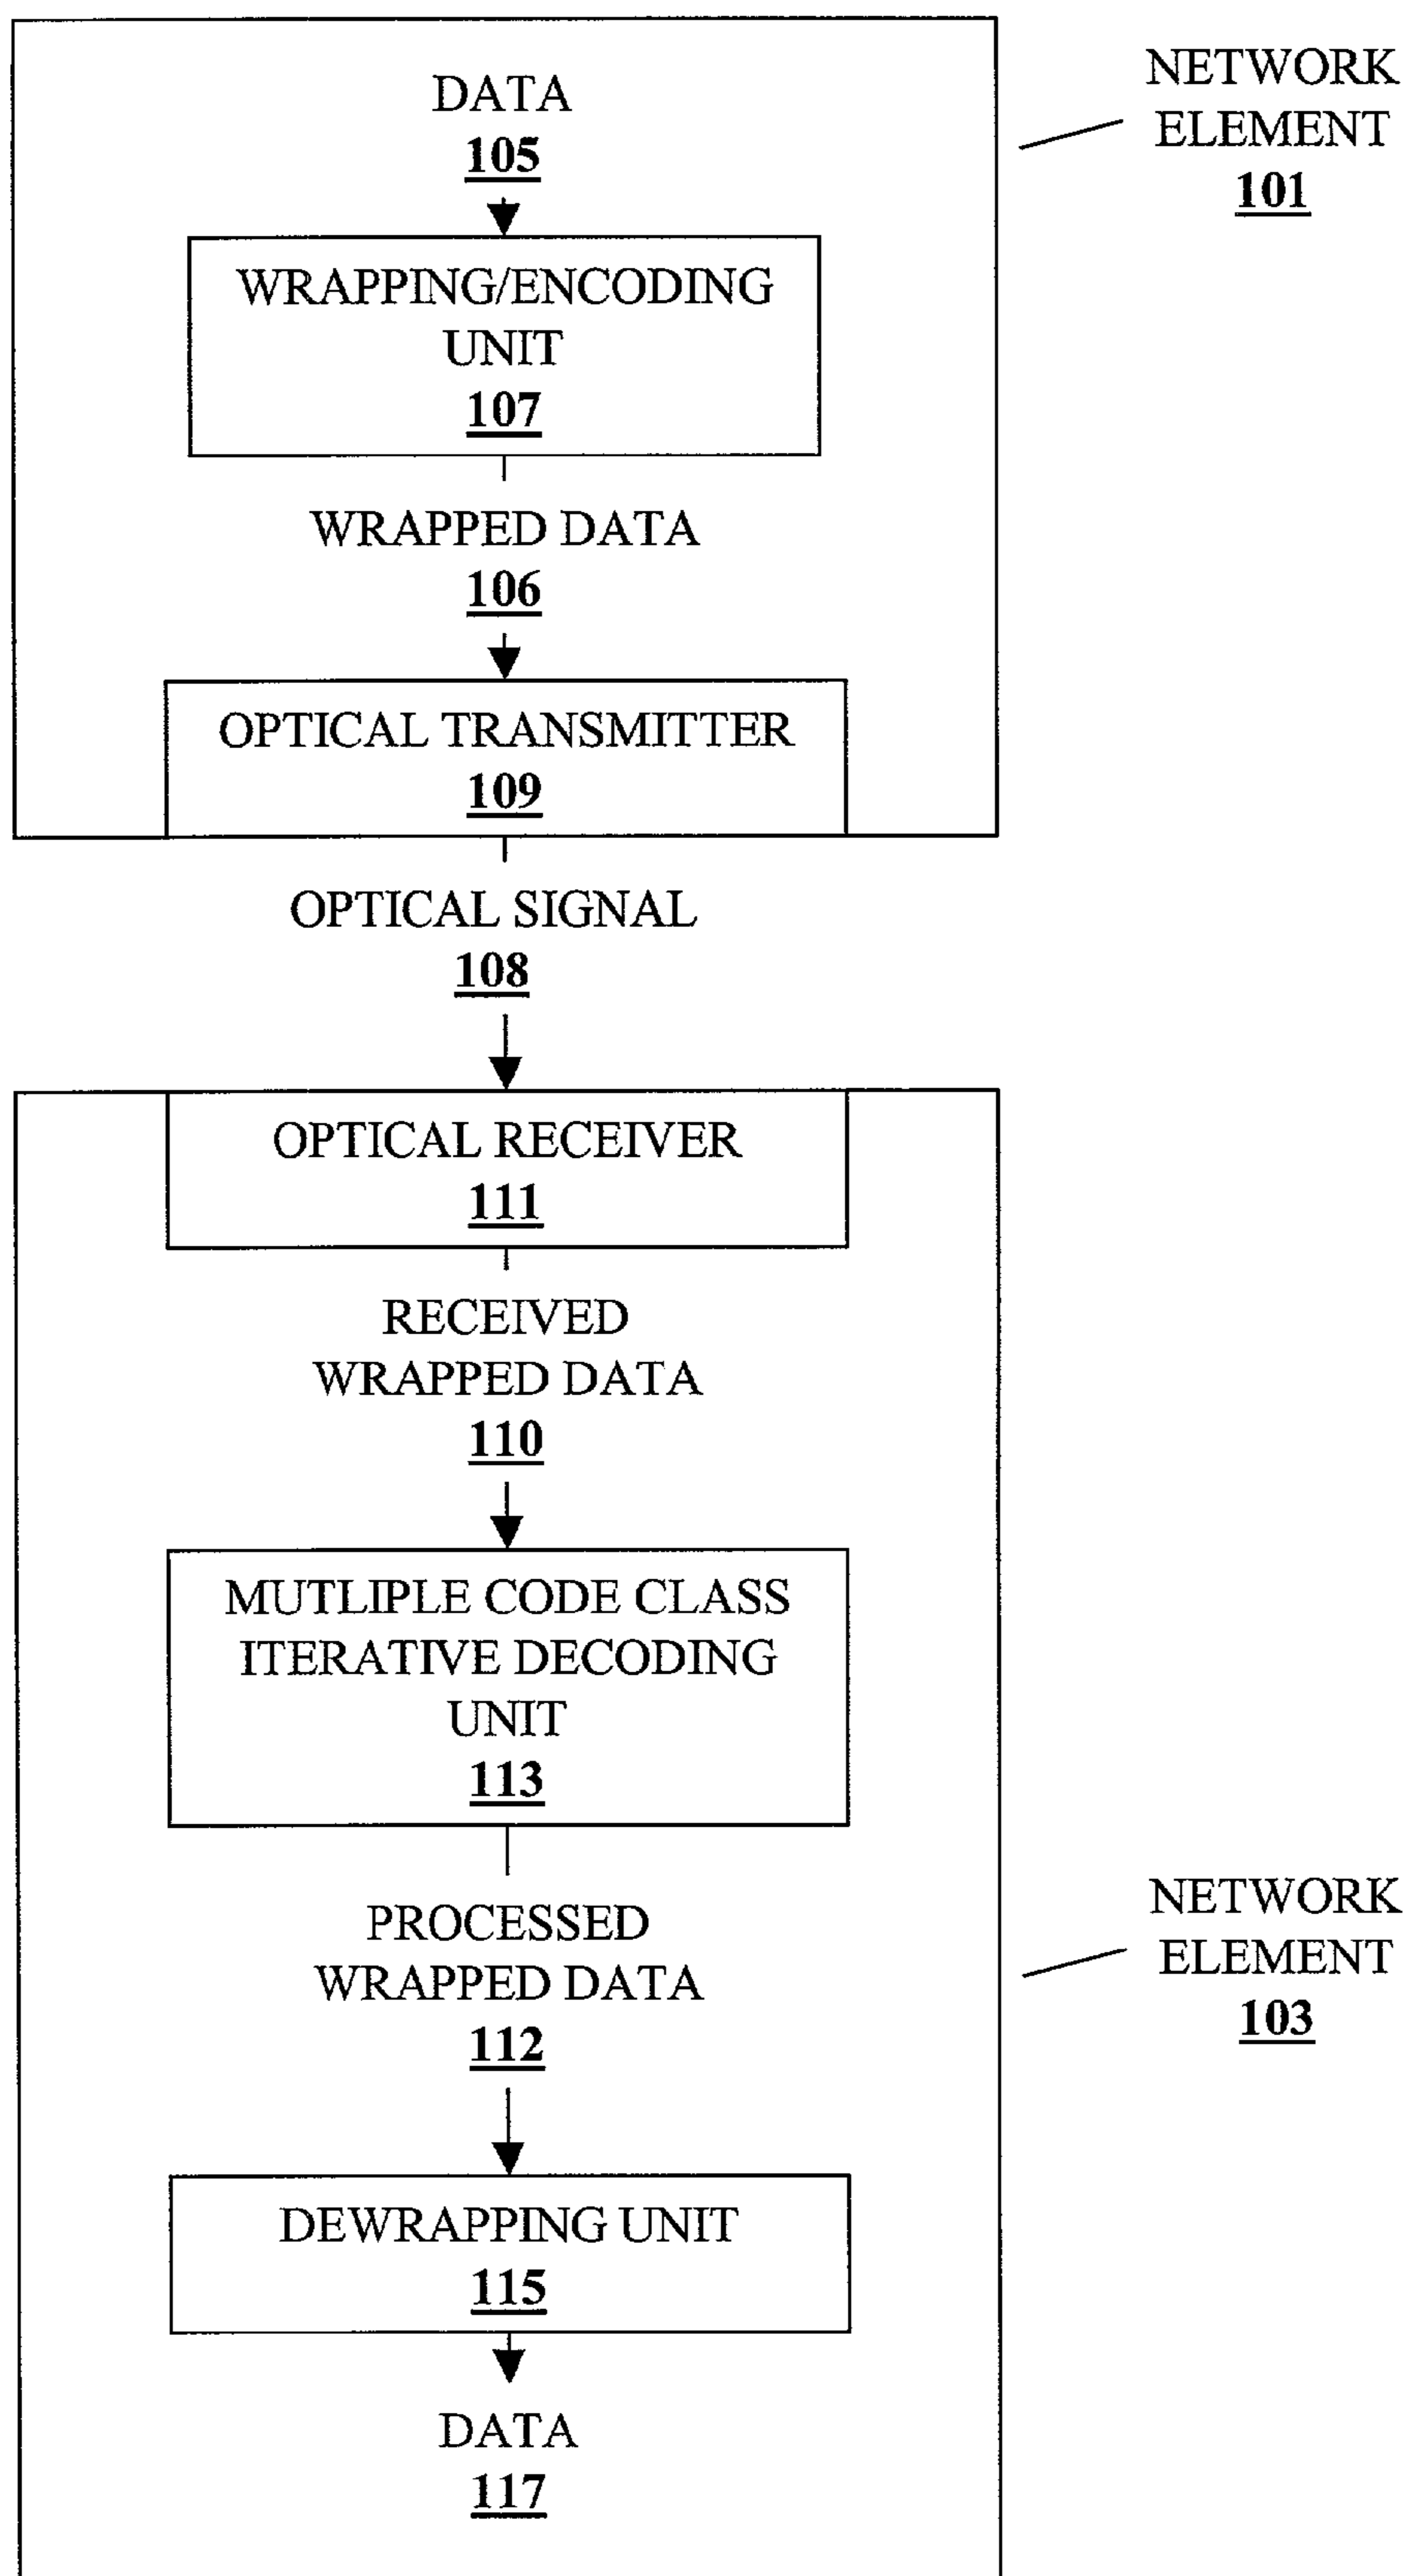 DATA
105
NETWORK
ELEMENT
101
WRAPPING/ENCODING
UNIT
107
WRAPPED DATA
106
OPTICAL TRANSMITTER
109
OPTICAL SIGNAL
108
OPTICAL RECEIVER
111
RECEIVED
WRAPPED DATA
110
MUTLIPLE CODE CLASS
ITERATIVE DECODING
UNIT
113
PROCESSED
WRAPPED DATA
112
NETWORK
ELEMENT
103
DEWRAPPING UNIT
115
DATA
117